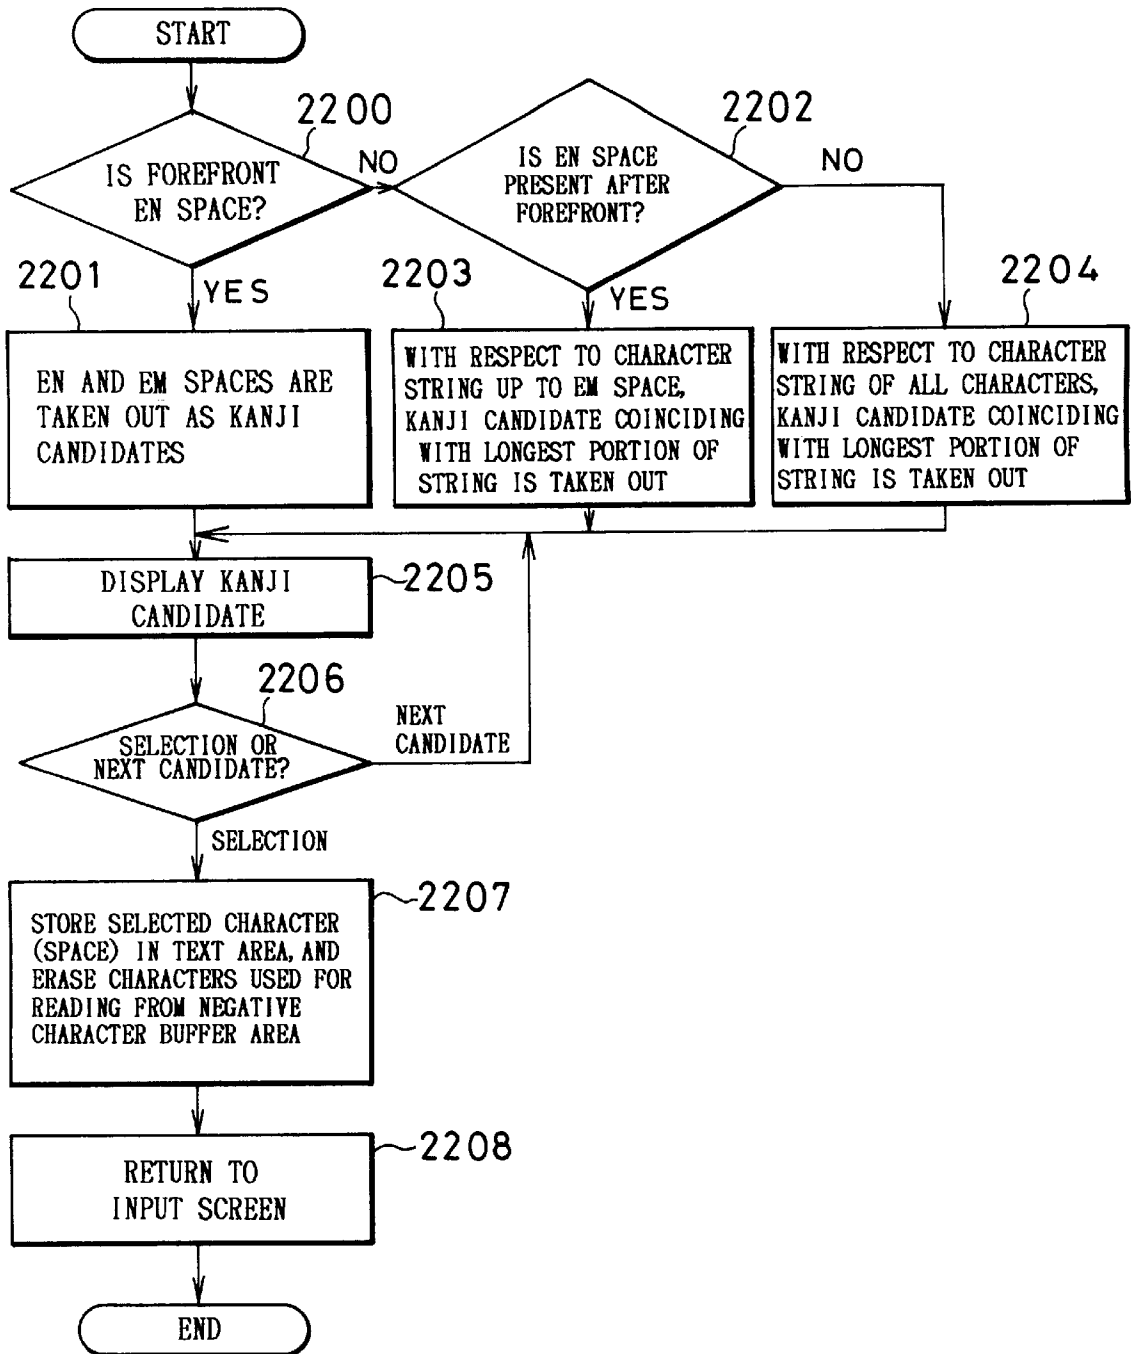 START
2200
IS FOREFRONT
EN SPACE?
NO
2202
IS EN SPACE
PRESENT AFTER
FOREFRONT?
NO
YES
2201
EN AND EM SPACES ARE
TAKEN OUT AS KANJI
CANDIDATES
YES
2203
WITH RESPECT TO CHARACTER
STRING UP TO EM SPACE,
KANJI CANDIDATE COINCIDING
WITH LONGEST PORTION OF
STRING IS TAKEN OUT
2204
WITH RESPECT TO CHARACTER
STRING OF ALL CHARACTERS,
KANJI CANDIDATE COINCIDING
WITH LONGEST PORTION OF
STRING IS TAKEN OUT
DISPLAY KANJI
CANDIDATE
2205
2206
SELECTION OR
NEXT CANDIDATE?
NEXT
CANDIDATE
SELECTION
2207
STORE SELECTED CHARACTER
(SPACE) IN TEXT AREA, AND
ERASE CHARACTERS USED FOR
READING FROM NEGATIVE
CHARACTER BUFFER AREA
2208
RETURN TO
INPUT SCREEN
END